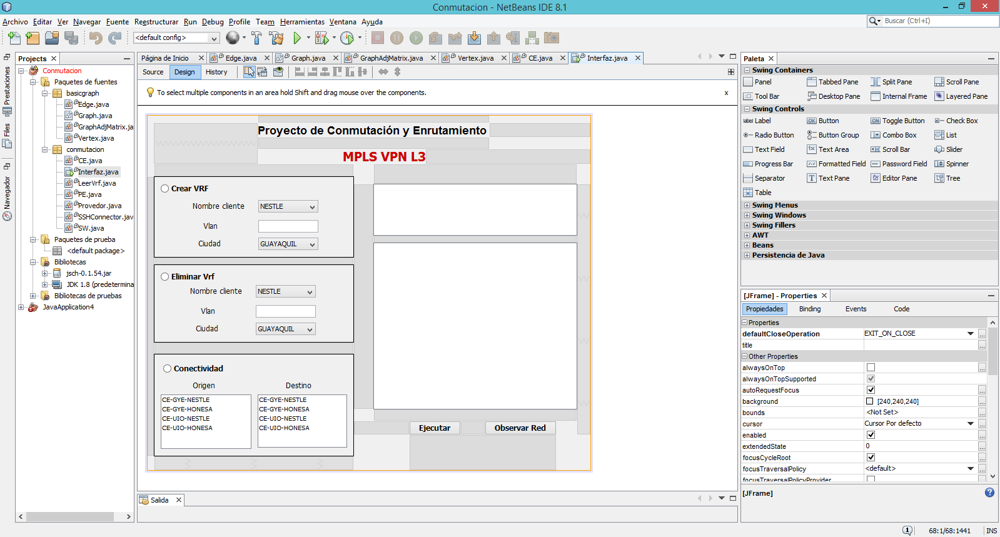 Conmutacion - NetBeans IDE 8.1
Archivo Editar Ver Navegar Fuente Reestructurar Run Debug Profile Team Herramientas Ventana Ayuda
Buscar (Ctrl+I)
<default config>
Prestaciones
Files
Navegador
Projects
Conmutacion
Paquetes de fuentes
basicgraph
Edge.java
Graph.java
GraphAdjMatrix.ja
Vertex.java
conmutacion
CE.java
Interfaz.java
LeerVrf.java
PE.java
Provedor.java
SSHConnector.jav
SW.java
Paquetes de prueba
<default package>
Bibliotecas
jsch-0.1.54.jar
JDK 1.8 (predetermina
Bibliotecas de pruebas
JavaApplication4
Página de Inicio Edge.java Graph.java GraphAdjMatrix.java Vertex.java CE.java Interfaz.java
Source Design History
To select multiple components in an area hold Shift and drag mouse over the components.
x
Proyecto de Conmutación y Enrutamiento
MPLS VPN L3
Crear VRF
Nombre cliente NESTLE
Vlan
Ciudad GUAYAQUIL
Eliminar Vrf
Nombre cliente NESTLE
Vlan
Ciudad GUAYAQUIL
Conectividad
Origen Destino
CE-GYE-NESTLE CE-GYE-NESTLE
CE-GYE-HONESA CE-GYE-HONESA
CE-UIO-NESTLE CE-UIO-NESTLE
CE-UIO-HONESA CE-UIO-HONESA
Ejecutar Observar Red
Salida
Paleta
Swing Containers
Panel Tabbed Pane Split Pane Scroll Pane
Tool Bar Desktop Pane Internal Frame Layered Pane
Swing Controls
label Label OK Button ON Toggle Button Check Box
Radio Button Button Group Combo Box List
Text Field Text Area Scroll Bar Slider
Progress Bar Formatted Field Password Field Spinner
Separator Text Pane Editor Pane Tree
Table
Swing Menus
Swing Windows
Swing Fillers
AWT
Beans
Persistencia de Java
[JFrame] - Properties
Propiedades Binding Events Code
Properties
defaultCloseOperation EXIT_ON_CLOSE
title
Other Properties
alwaysOnTop
alwaysOnTopSupported
autoRequestFocus
background [240,240,240]
bounds <Not Set>
cursor Cursor Por defecto
enabled
extendedState 0
focusCycleRoot
focusTraversalPolicy <default>
focusTraversalPolicyProvider
[JFrame]
68:1/68:1441 INS